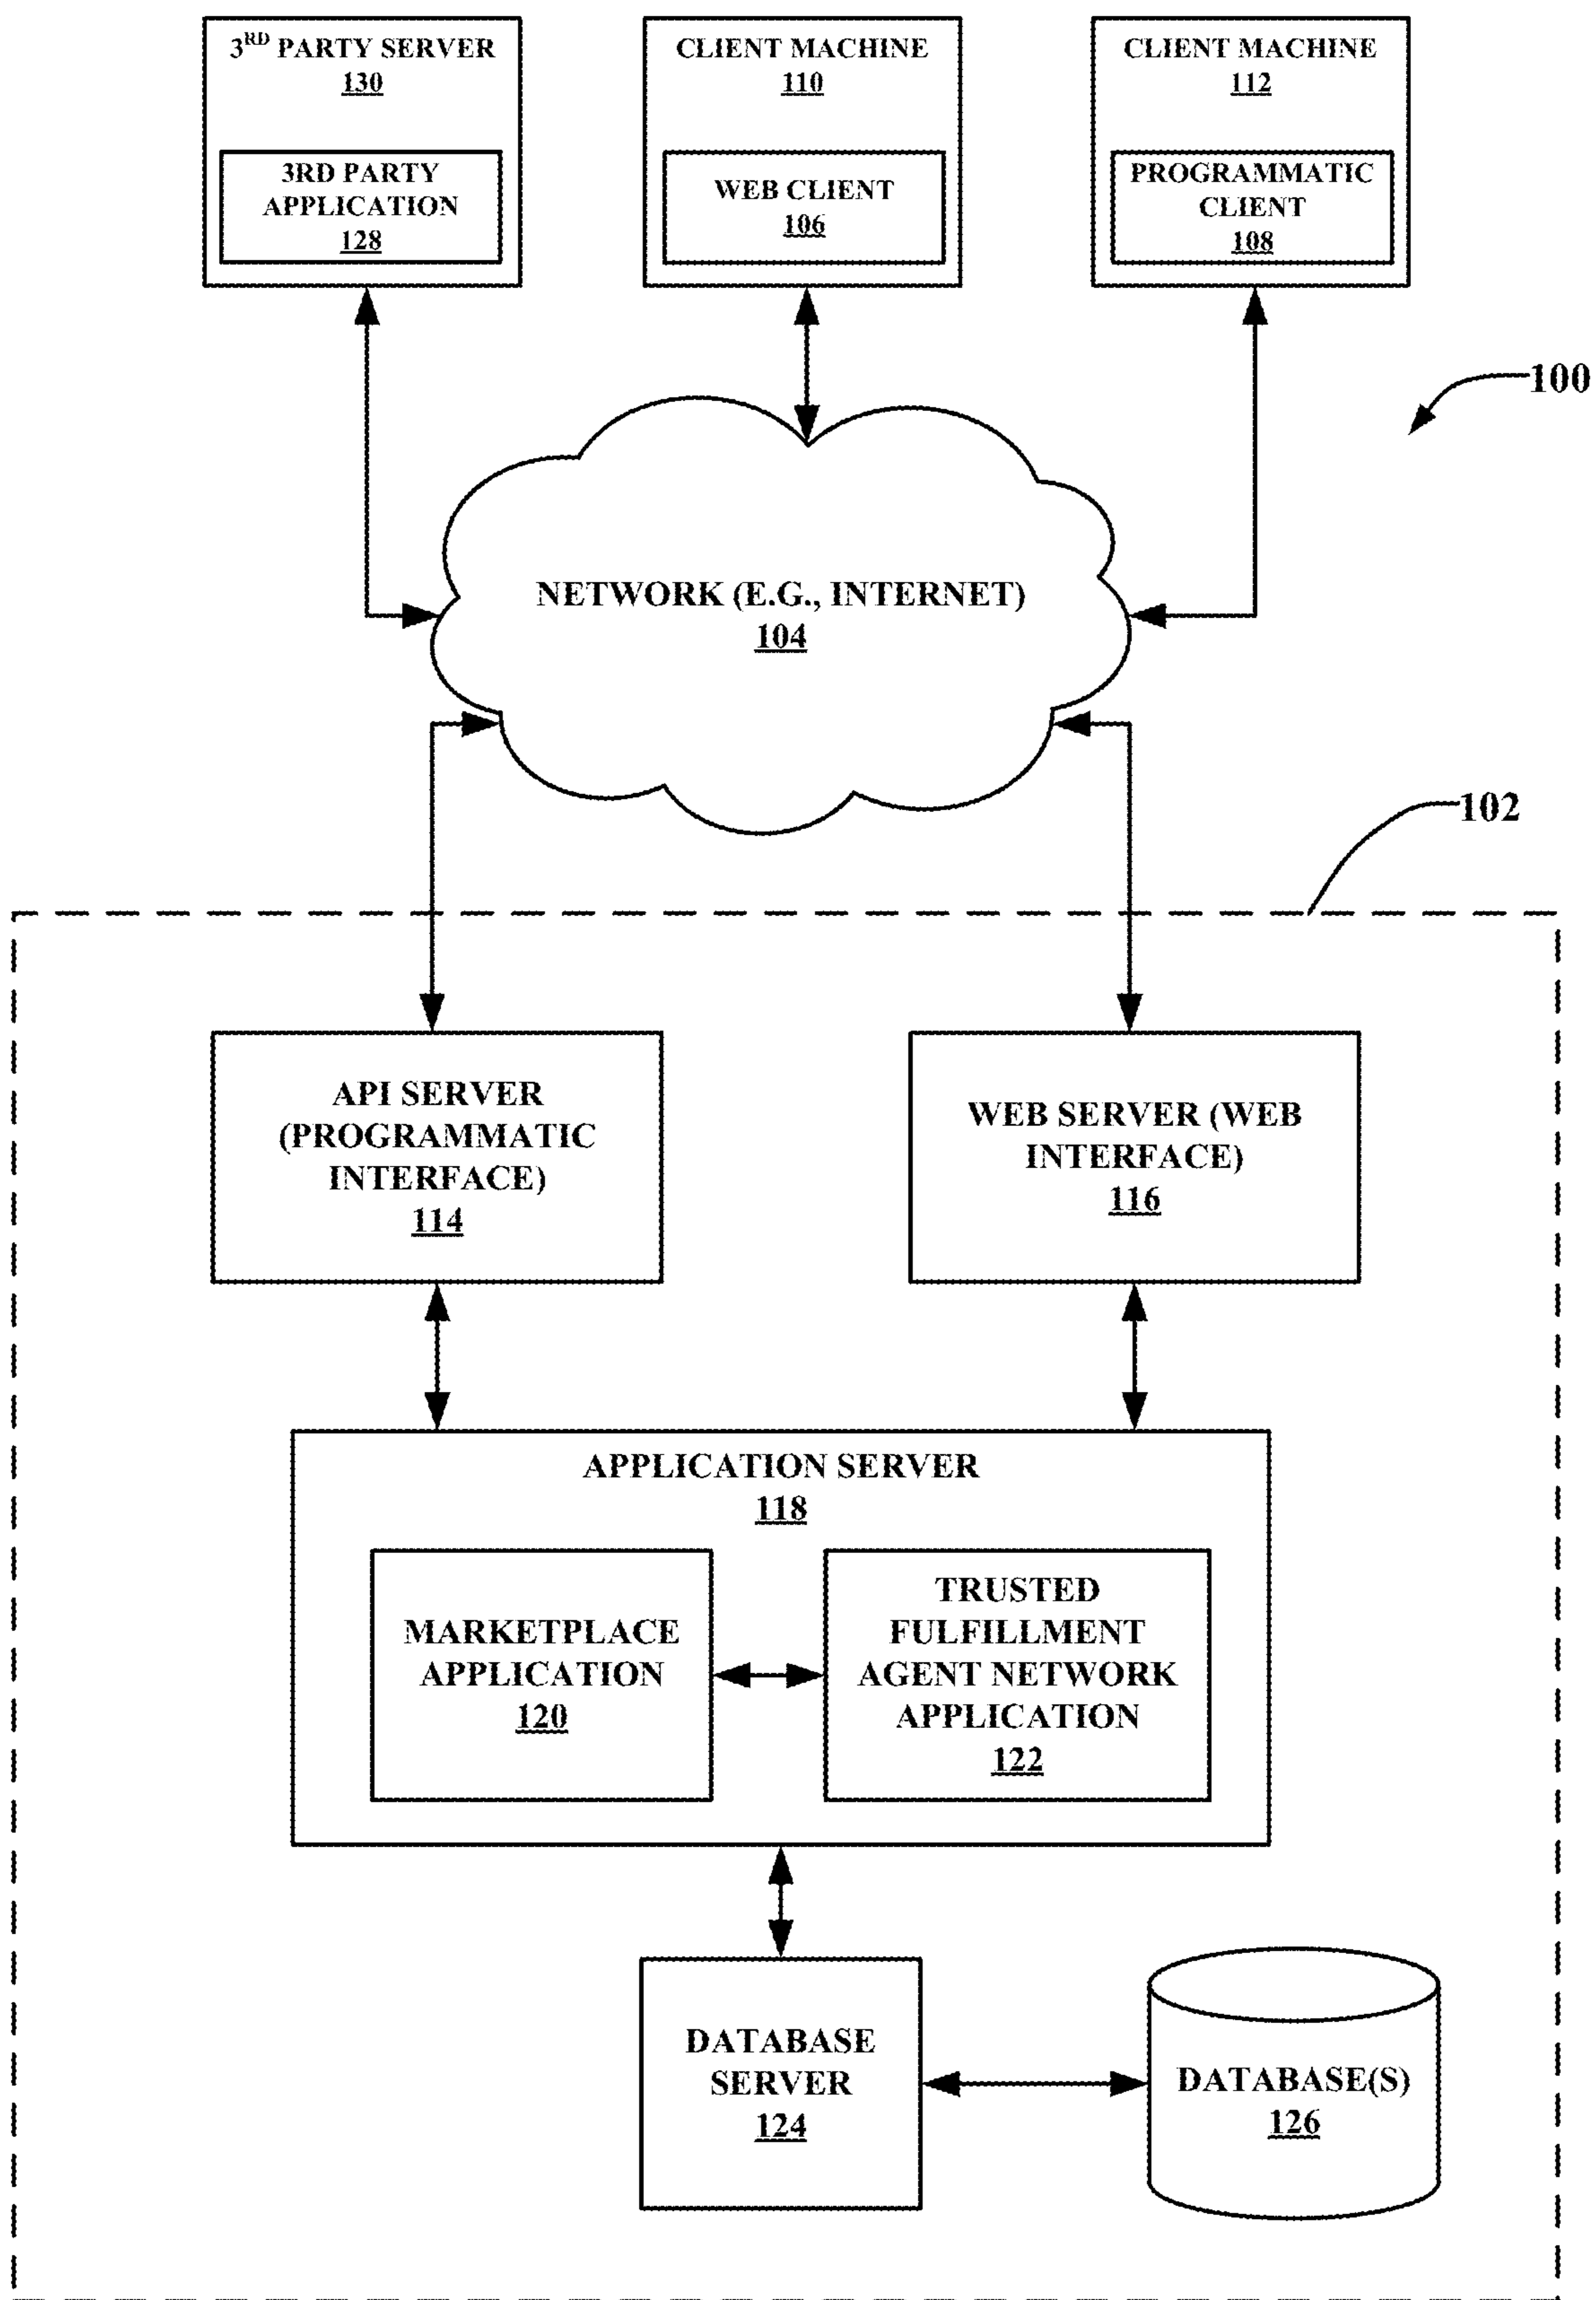 3RD PARTY SERVER
130
3RD PARTY
APPLICATION
128
CLIENT MACHINE
110
WEB CLIENT
106
CLIENT MACHINE
112
PROGRAMMATIC
CLIENT
108
100
NETWORK (E.G., INTERNET)
104
102
API SERVER
(PROGRAMMATIC
INTERFACE)
114
WEB SERVER (WEB
INTERFACE)
116
APPLICATION SERVER
118
MARKETPLACE
APPLICATION
120
TRUSTED
FULFILLMENT
AGENT NETWORK
APPLICATION
122
DATABASE
SERVER
124
DATABASE(S)
126